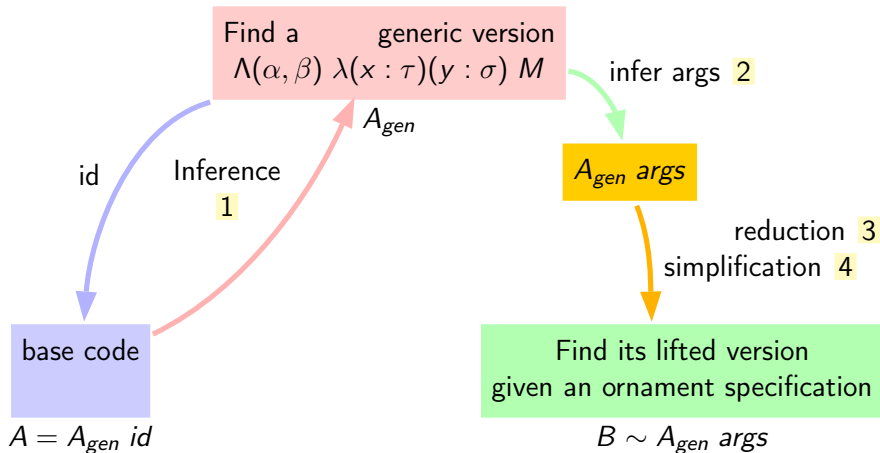 Find a generic version
Λ(α, β) λ(x : τ)(y : σ) M
A_gen
infer args 2
id
Inference
1
A_gen args
reduction 3
simplification 4
base code
Find its lifted version
given an ornament specification
A = A_gen id
B ∼ A_gen args